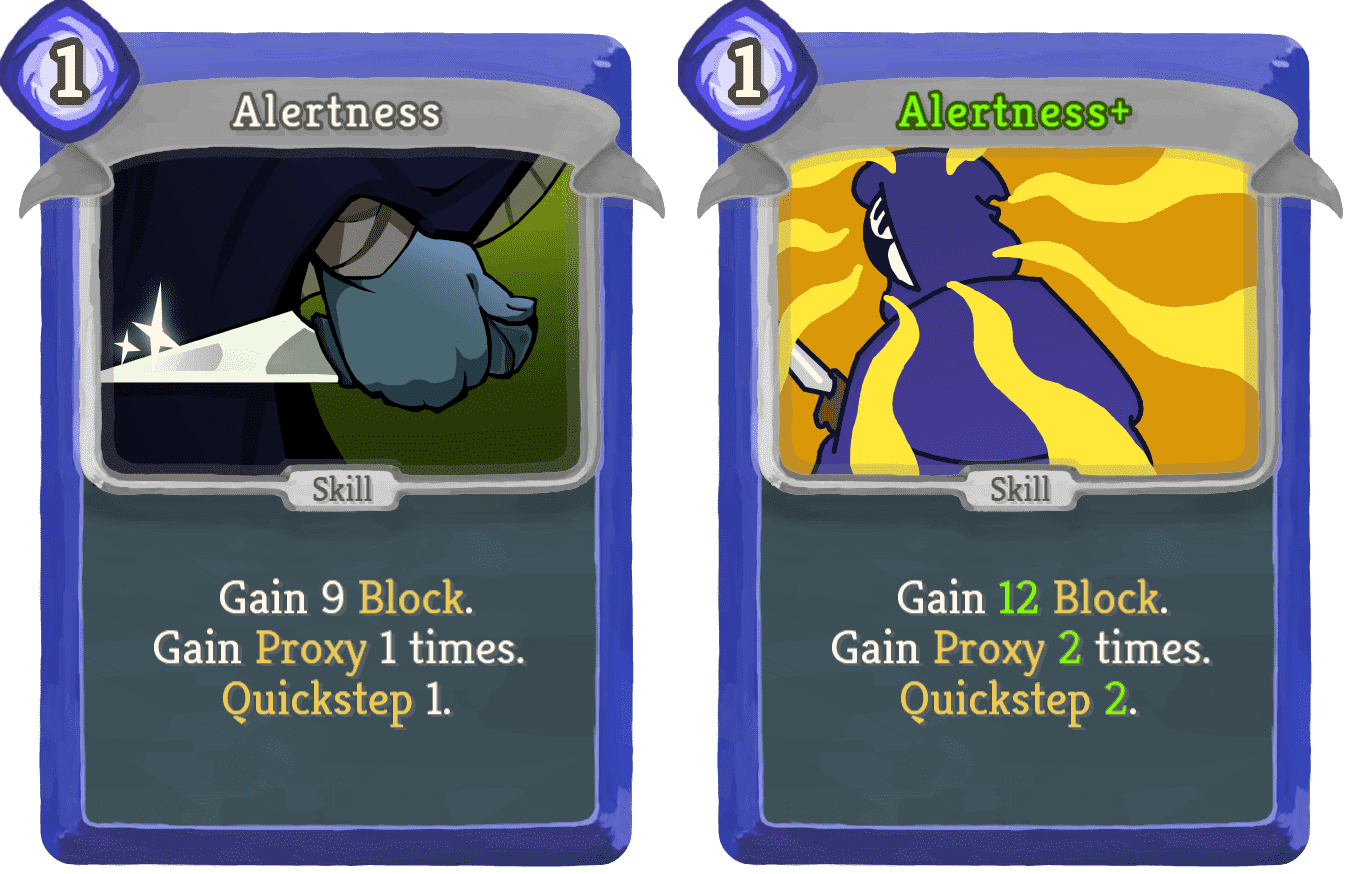 1
Alertness
Skill
Gain 9 Block.
Gain Proxy 1 times.
Quickstep 1.
1
Alertness+
Skill
Gain 12 Block.
Gain Proxy 2 times.
Quickstep 2.